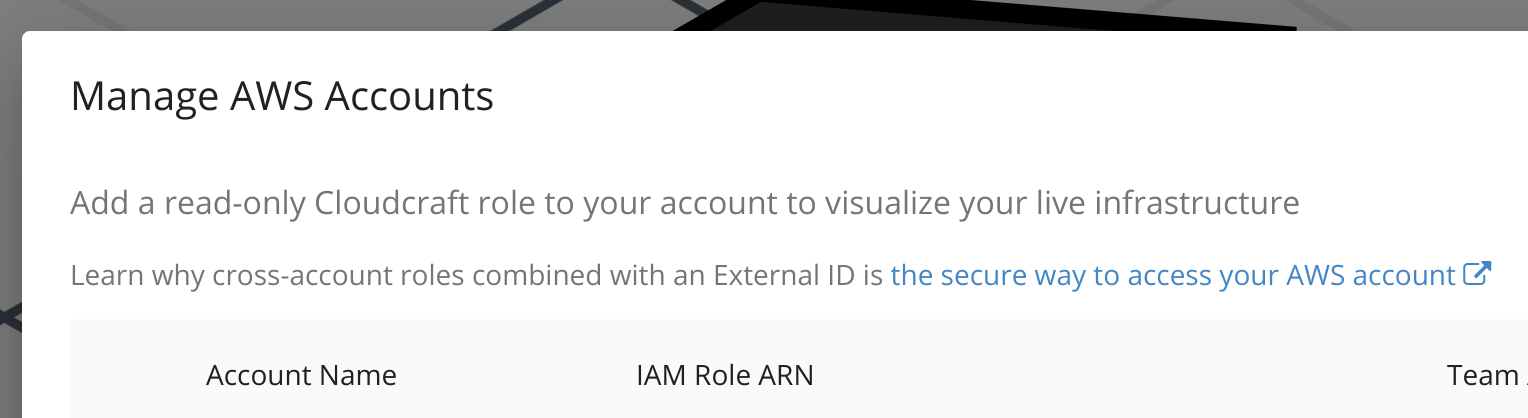 Manage AWS Accounts
Add a read-only Cloudcraft role to your account to visualize your live infrastructure
Learn why cross-account roles combined with an External ID is the secure way to access your AWS account
Account Name IAM Role ARN Team